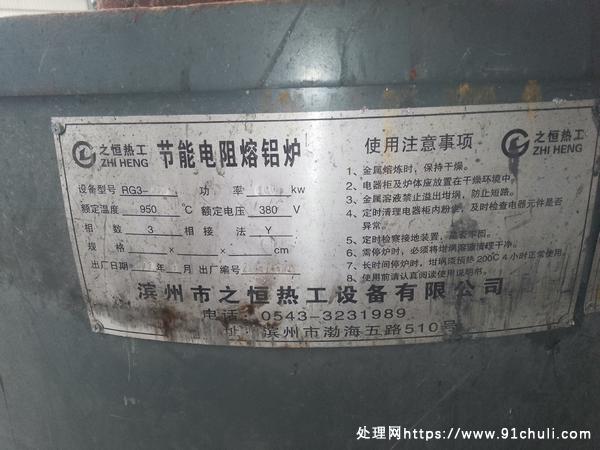 之恒热工
ZHI HENG
节能电阻熔铝炉
设备型号 RG3- 功率 kw
额定温度 950 ℃ 额定电压 380 V
相数 3 相接法 Y
规格 × × cm
出厂日期 年 月 出厂编号
使用注意事项
之恒热工
ZHI HENG
1、金属熔炼时，保持干燥。
2、电器柜及炉体应放置在干燥环境中。
3、金属溶液禁止溢出坩埚，防止短路。
4、定时清理电器柜内粉尘，及时检查电器元件是否
异常。
5、定时检察接地装置，是否牢固。
6、需停炉时，必须将坩埚溶液清理干净。
7、长时间停炉时，坩埚须预热200℃4小时正常使用。
8、使用前请认真阅读使用说明书。
滨州市之恒热工设备有限公司
电话：0543-3231989
址：滨州市渤海五路510号
处理网https://www.91chuli.com/